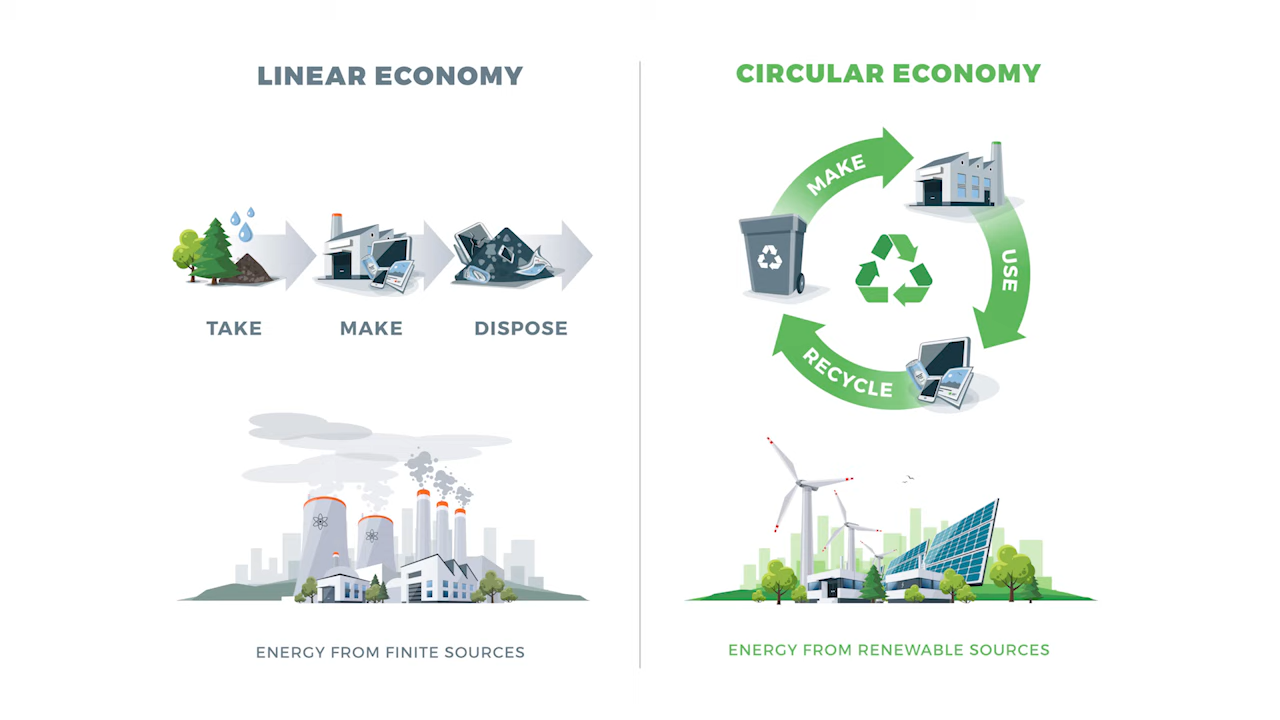 LINEAR ECONOMY
TAKE
MAKE
DISPOSE
ENERGY FROM FINITE SOURCES
CIRCULAR ECONOMY
MAKE
USE
RECYCLE
ENERGY FROM RENEWABLE SOURCES